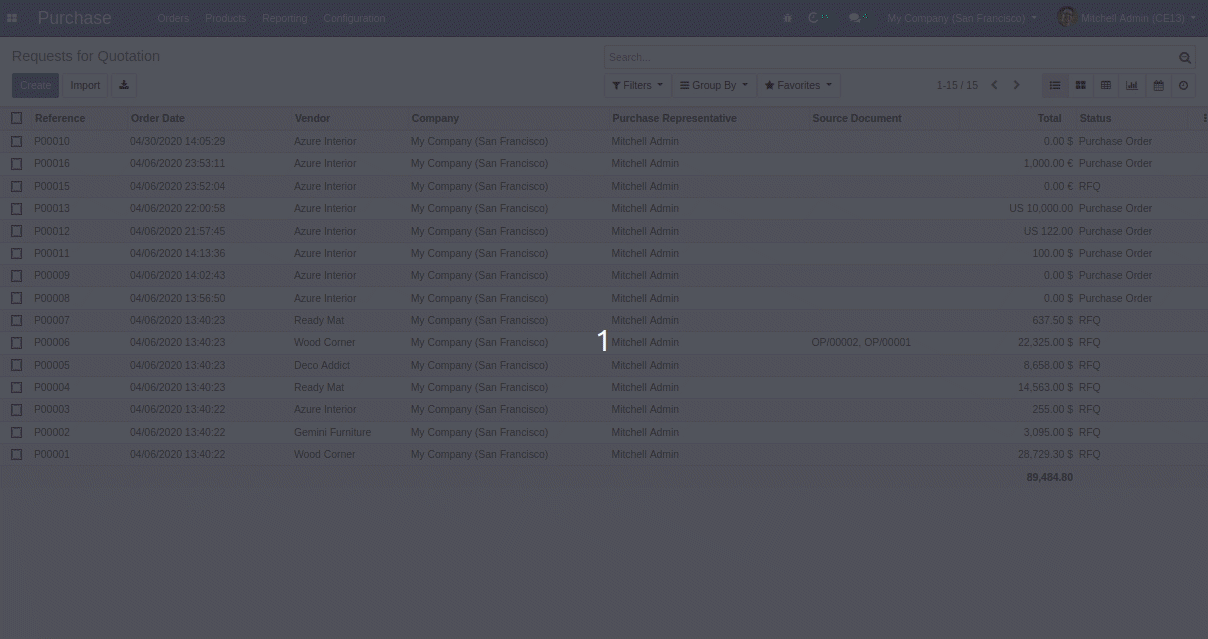 Purchase Orders Products Reporting Configuration My Company (San Francisco) Mitchell Admin (CE13)
Requests for Quotation Search...
Create Import Filters Group By Favorites 1-15 / 15
Reference Order Date Vendor Company Purchase Representative Source Document Total Status
P00010 04/30/2020 14:05:29 Azure Interior My Company (San Francisco) Mitchell Admin 0.00 $ Purchase Order
P00016 04/06/2020 23:53:11 Azure Interior My Company (San Francisco) Mitchell Admin 1,000.00 € Purchase Order
P00015 04/06/2020 23:52:04 Azure Interior My Company (San Francisco) Mitchell Admin 0.00 € RFQ
P00013 04/06/2020 22:00:58 Azure Interior My Company (San Francisco) Mitchell Admin US 10,000.00 Purchase Order
P00012 04/06/2020 21:57:45 Azure Interior My Company (San Francisco) Mitchell Admin US 122.00 Purchase Order
P00011 04/06/2020 14:13:36 Azure Interior My Company (San Francisco) Mitchell Admin 100.00 $ Purchase Order
P00009 04/06/2020 14:02:43 Azure Interior My Company (San Francisco) Mitchell Admin 0.00 $ Purchase Order
P00008 04/06/2020 13:56:50 Azure Interior My Company (San Francisco) Mitchell Admin 0.00 $ Purchase Order
P00007 04/06/2020 13:40:23 Ready Mat My Company (San Francisco) Mitchell Admin 637.50 $ RFQ
P00006 04/06/2020 13:40:23 Wood Corner My Company (San Francisco) 1 Mitchell Admin OP/00002, OP/00001 22,325.00 $ RFQ
P00005 04/06/2020 13:40:23 Deco Addict My Company (San Francisco) Mitchell Admin 8,658.00 $ RFQ
P00004 04/06/2020 13:40:23 Ready Mat My Company (San Francisco) Mitchell Admin 14,563.00 $ RFQ
P00003 04/06/2020 13:40:22 Azure Interior My Company (San Francisco) Mitchell Admin 255.00 $ RFQ
P00002 04/06/2020 13:40:22 Gemini Furniture My Company (San Francisco) Mitchell Admin 3,095.00 $ RFQ
P00001 04/06/2020 13:40:22 Wood Corner My Company (San Francisco) Mitchell Admin 28,729.30 $ RFQ
89,484.80